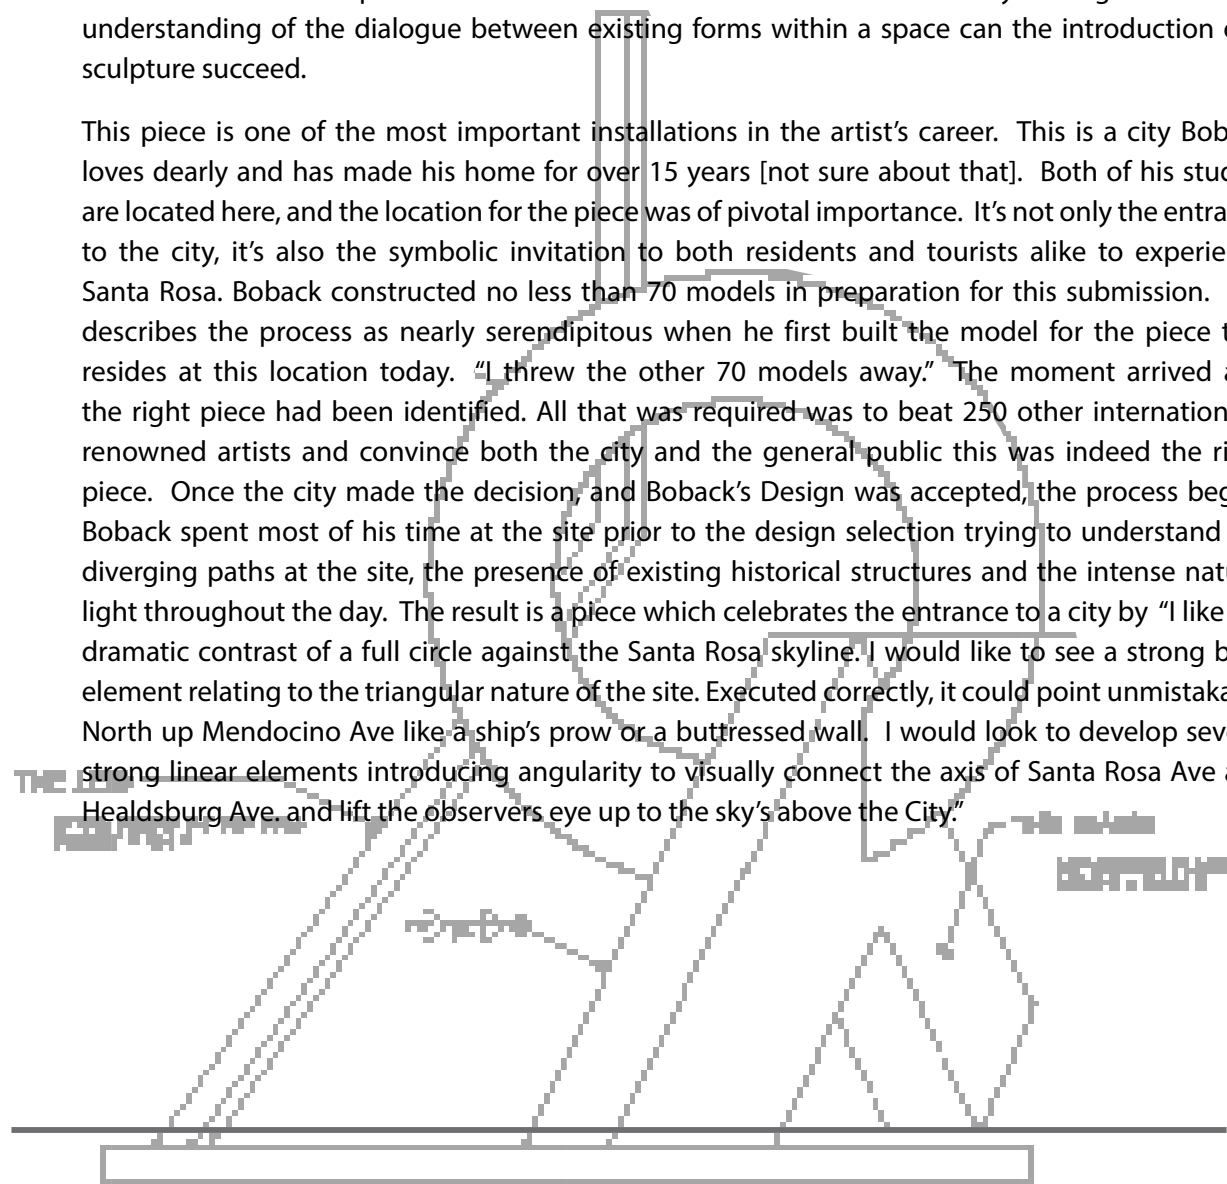 understanding of the dialogue between existing forms within a space can the introduction
sculpture succeed.
This piece is one of the most important installations in the artist’s career. This is a city
loves dearly and has made his home for over 15 years [not sure about that]. Both of his
are located here, and the location for the piece was of pivotal importance. It’s not only the
to the city, it’s also the symbolic invitation to both residents and tourists alike to
Santa Rosa. Boback constructed no less than 70 models in preparation for this submission.
describes the process as nearly serendipitous when he first built the model for the piece
resides at this location today. “I threw the other 70 models away.” The moment arrived
the right piece had been identified. All that was required was to beat 250 other
renowned artists and convince both the city and the general public this was indeed the
piece. Once the city made the decision, and Boback’s Design was accepted, the process
Boback spent most of his time at the site prior to the design selection trying to understand
diverging paths at the site, the presence of existing historical structures and the intense
light throughout the day. The result is a piece which celebrates the entrance to a city by “I like
dramatic contrast of a full circle against the Santa Rosa skyline. I would like to see a strong
element relating to the triangular nature of the site. Executed correctly, it could point
North up Mendocino Ave like a ship’s prow or a buttressed wall. I would look to develop
strong linear elements introducing angularity to visually connect the axis of Santa Rosa Ave
Healdsburg Ave. and lift the observers eye up to the sky’s above the City.”